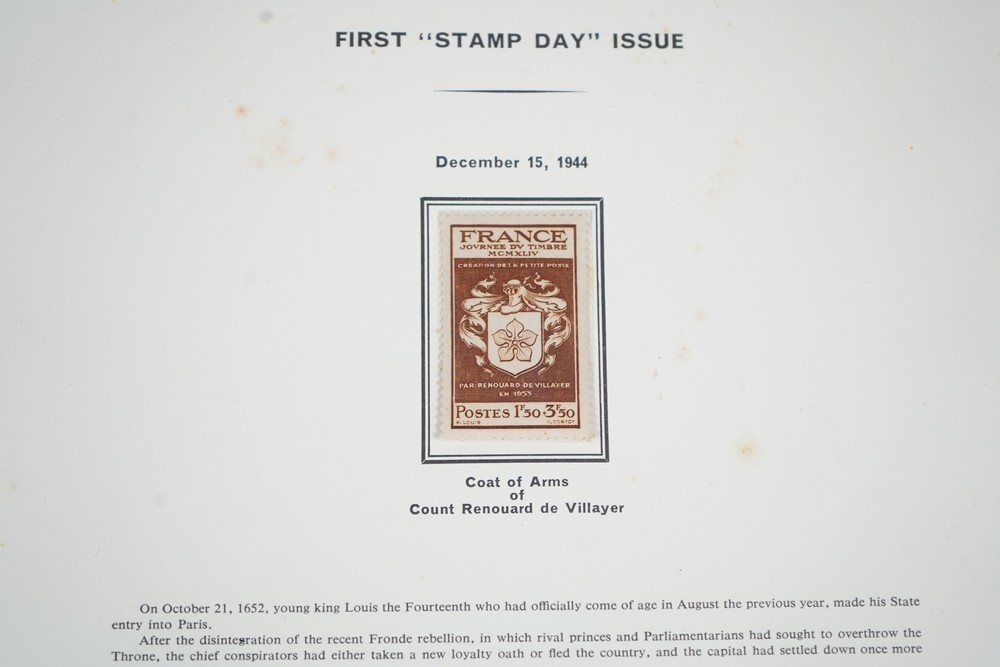 FIRST "STAMP DAY" ISSUE
December 15, 1944
FRANCE
JOVRNEE DV TIMBRE
MCMXLIV
CREATION DE LA PETITE POSTE
PAR RENOUARD DE VILLAYER
EN 1653
POSTES 1F50+3F50
Coat of Arms
of
Count Renouard de Villayer
On October 21, 1652, young king Louis the Fourteenth who had officially come of age in August the previous year, made his State
entry into Paris.
After the disintegration of the recent Fronde rebellion, in which rival princes and Parliamentarians had sought to overthrow the
Throne, the chief conspirators had either taken a new loyalty oath or fled the country, and the capital had settled down once more